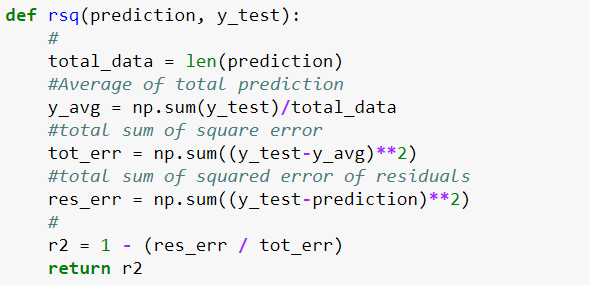 def rsq(prediction, y_test):
    #
    total_data = len(prediction)
    #Average of total prediction
    y_avg = np.sum(y_test)/total_data
    #total sum of square error
    tot_err = np.sum((y_test-y_avg)**2)
    #total sum of squared error of residuals
    res_err = np.sum((y_test-prediction)**2)
    #
    r2 = 1 - (res_err / tot_err)
    return r2